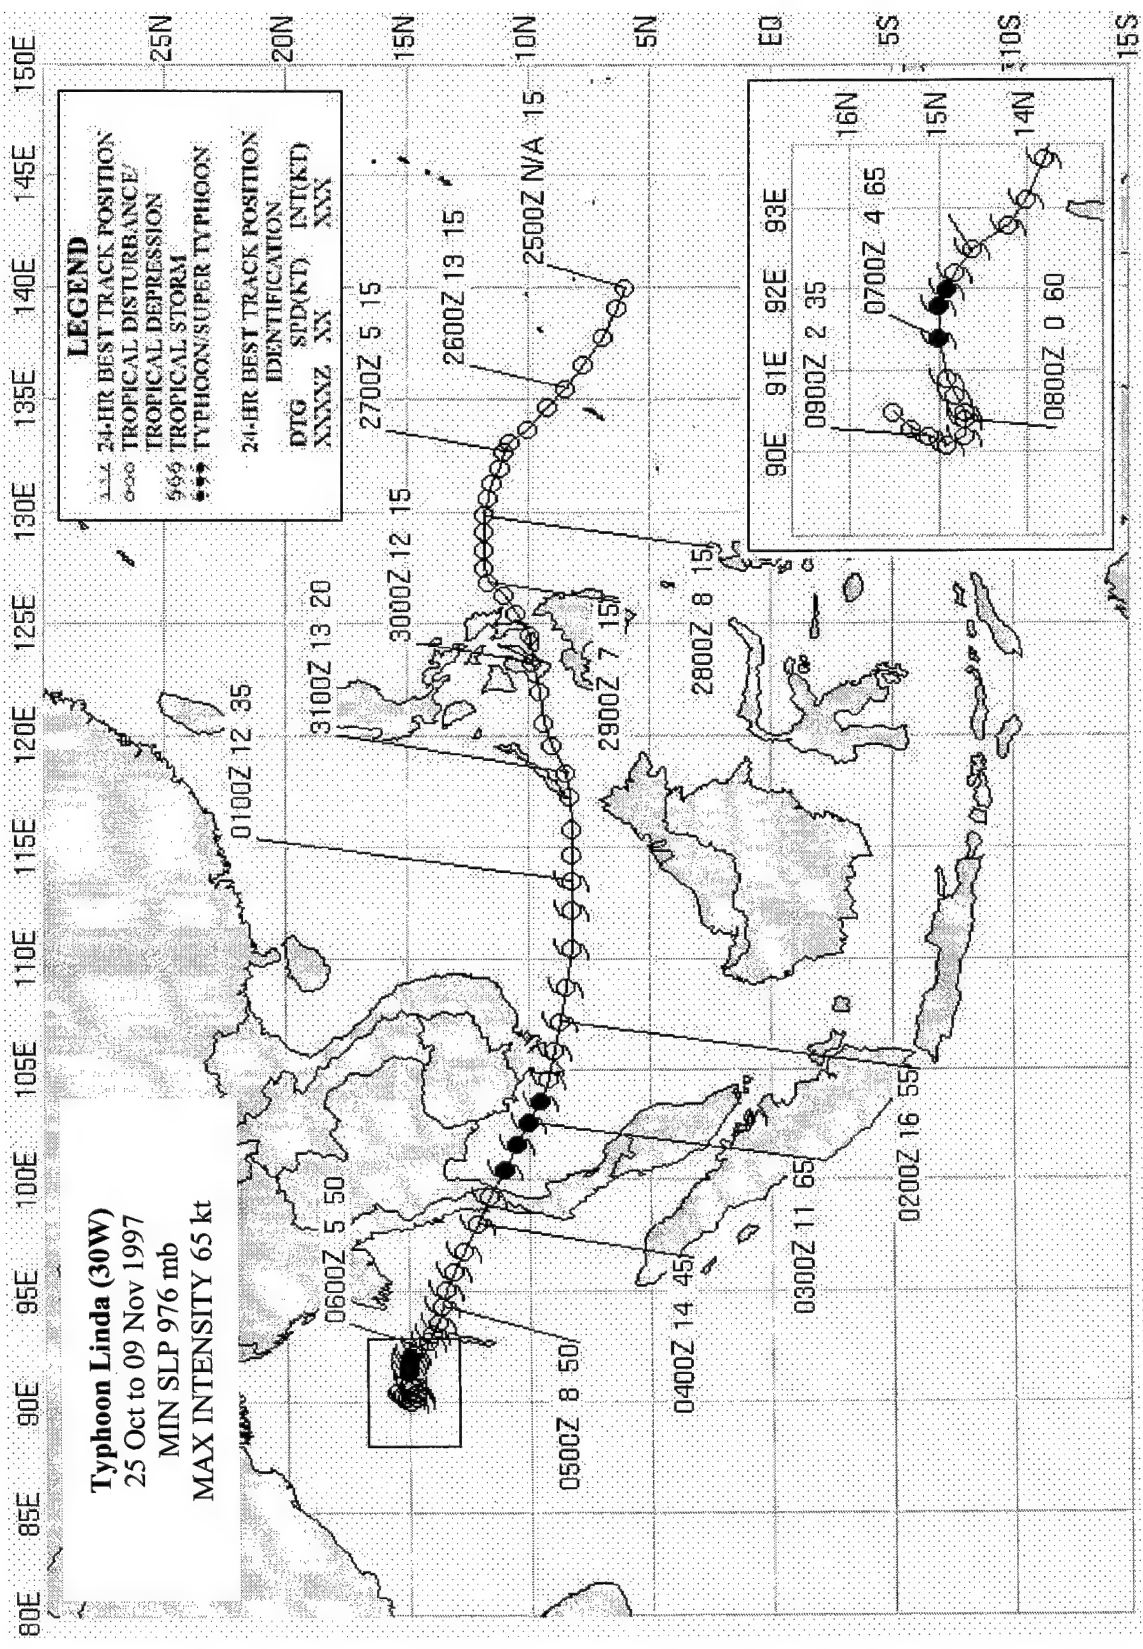 Typhoon Linda (30W)
25 Oct to 09 Nov 1997
MIN SLP 976 mb
MAX INTENSITY 65 kt
LEGEND
24-HR BEST TRACK POSITION
TROPICAL DISTURBANCE/
TROPICAL DEPRESSION
TROPICAL STORM
TYPHOON/SUPER TYPHOON
24-HR BEST TRACK POSITION
IDENTIFICATION
DTG SPD(KT) INT(KT)
XXXXZ XX XXX
80E 85E 90E 95E 100E 105E 110E 115E 120E 125E 130E 135E 140E 145E 150E
25N
20N
15N
10N
5N
EQ
5S
10S
15S
0100Z 12 35
3100Z 13 20
3000Z 12 15
2700Z 5 15
2600Z 13 15
2500Z N/A 15
0600Z 5 50
2900Z 7 15
2800Z 8 15
0500Z 8 50
0400Z 14 45
0300Z 11 65
0200Z 16 55
90E 91E 92E 93E
16N
15N
14N
0900Z 2 35
0700Z 4 65
0800Z 0 60